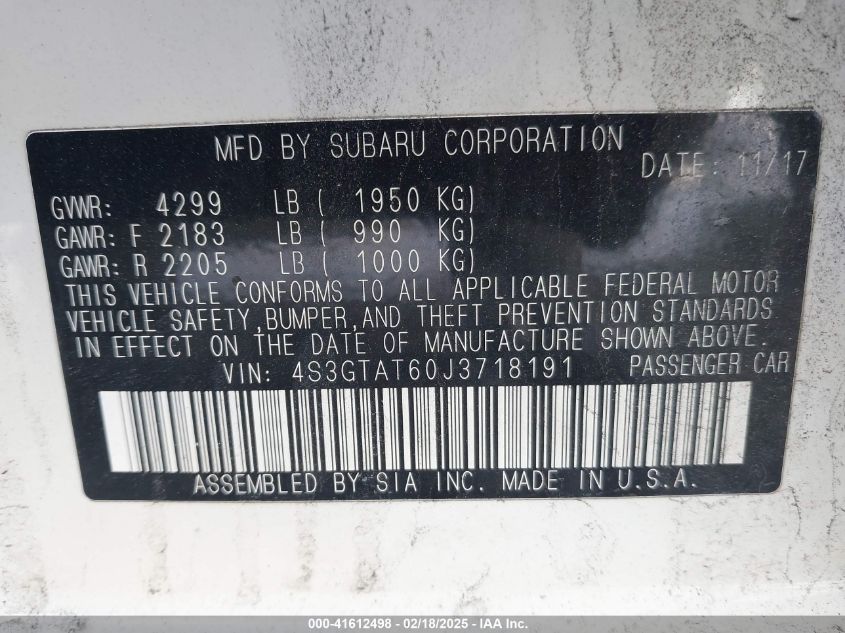 MFD BY SUBARU CORPORATION
DATE: 11/17
GVWR: 4299 LB ( 1950 KG)
GAWR: F 2183 LB ( 990 KG)
GAWR: R 2205 LB ( 1000 KG)
THIS VEHICLE CONFORMS TO ALL APPLICABLE FEDERAL MOTOR
VEHICLE SAFETY,BUMPER,AND THEFT PREVENTION STANDARDS
IN EFFECT ON THE DATE OF MANUFACTURE SHOWN ABOVE.
VIN: 4S3GTAT60J3718191 PASSENGER CAR
ASSEMBLED BY SIA INC. MADE IN U.S.A.
2
000-41612498 - 02/18/2025 - IAA Inc.